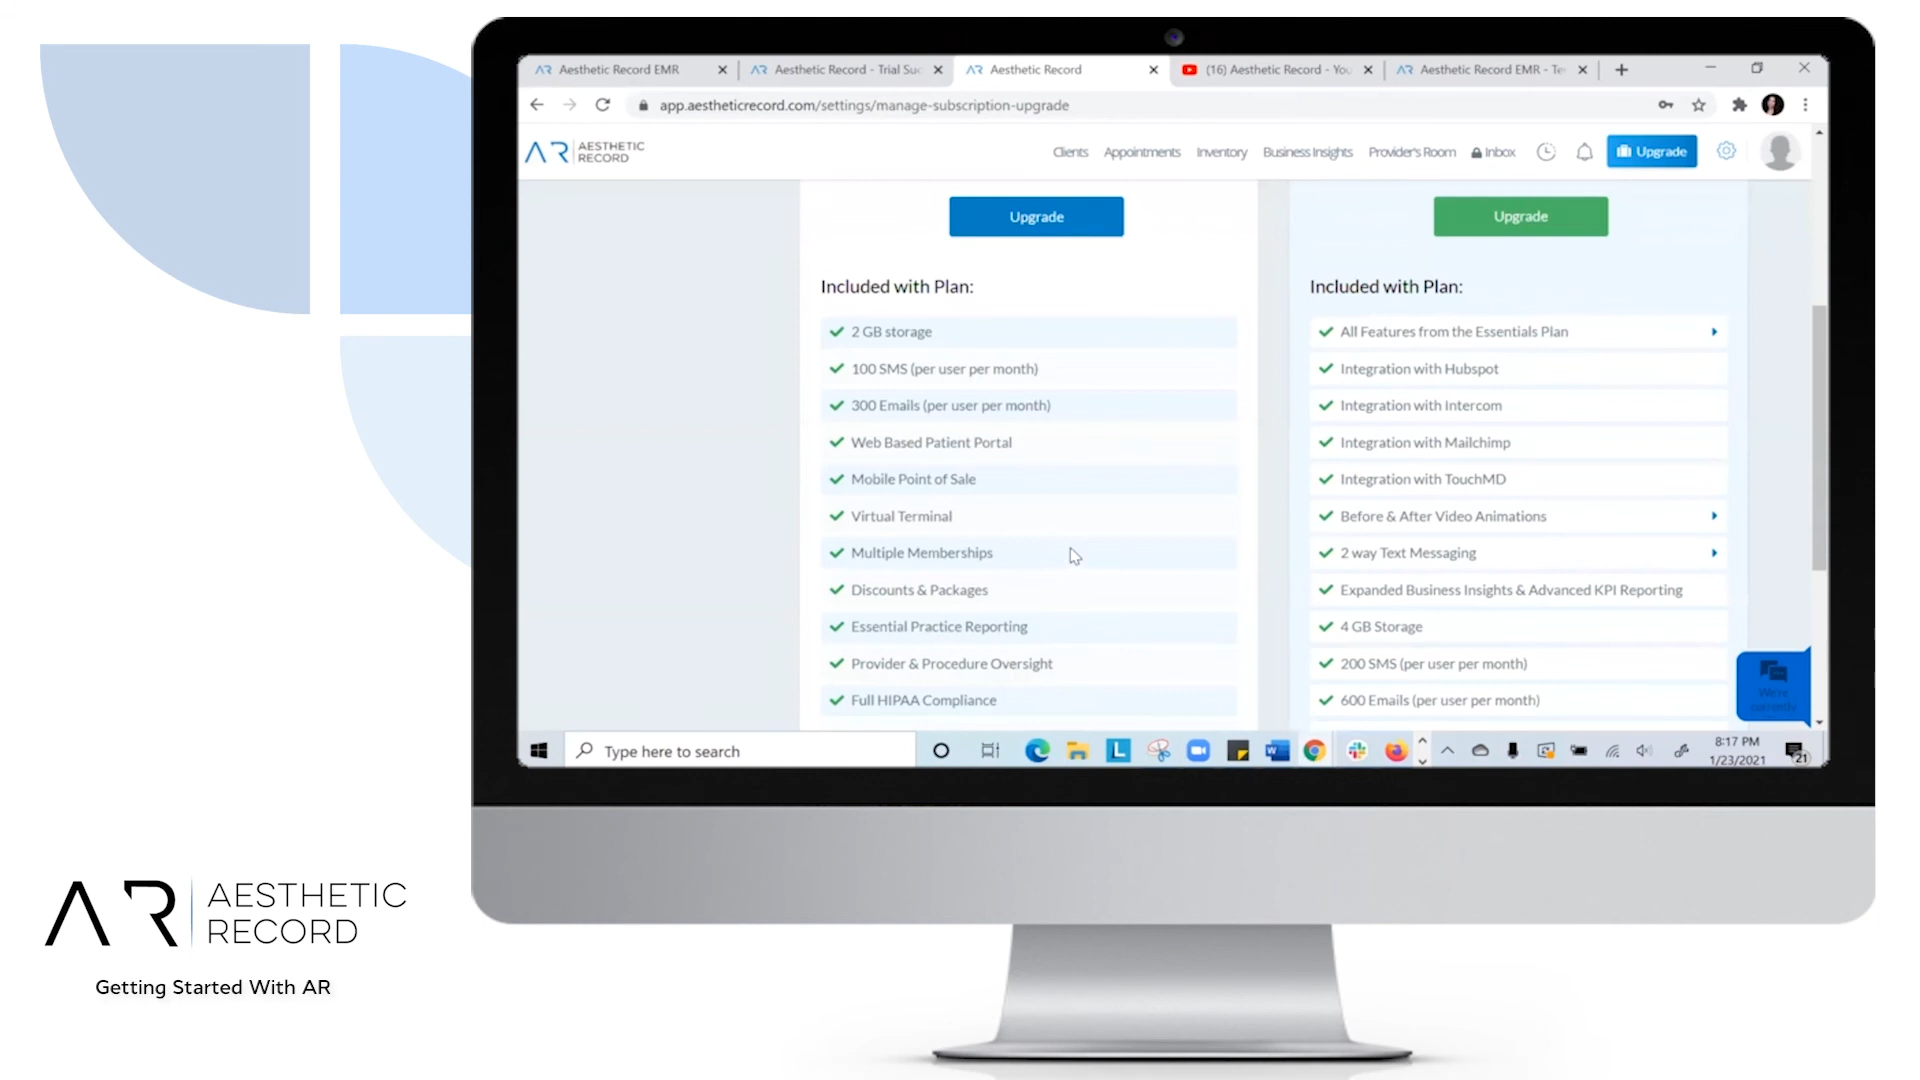 Aesthetic Record EMR
Aesthetic Record - Trial Suc
Aesthetic Record
(16) Aesthetic Record - You
Aesthetic Record EMR - Te
app.aestheticrecord.com/settings/manage-subscription-upgrade
AR AESTHETIC RECORD
Clients
Appointments
Inventory
Business Insights
Provider's Room
Inbox
Upgrade
Upgrade
Upgrade
Included with Plan:
2 GB storage
100 SMS (per user per month)
300 Emails (per user per month)
Web Based Patient Portal
Mobile Point of Sale
Virtual Terminal
Multiple Memberships
Discounts & Packages
Essential Practice Reporting
Provider & Procedure Oversight
Full HIPAA Compliance
Included with Plan:
All Features from the Essentials Plan
Integration with Hubspot
Integration with Intercom
Integration with Mailchimp
Integration with TouchMD
Before & After Video Animations
2 way Text Messaging
Expanded Business Insights & Advanced KPI Reporting
4 GB Storage
200 SMS (per user per month)
600 Emails (per user per month)
We're
currently
Type here to search
8:17 PM
1/23/2021
21
AR AESTHETIC
RECORD
Getting Started With AR